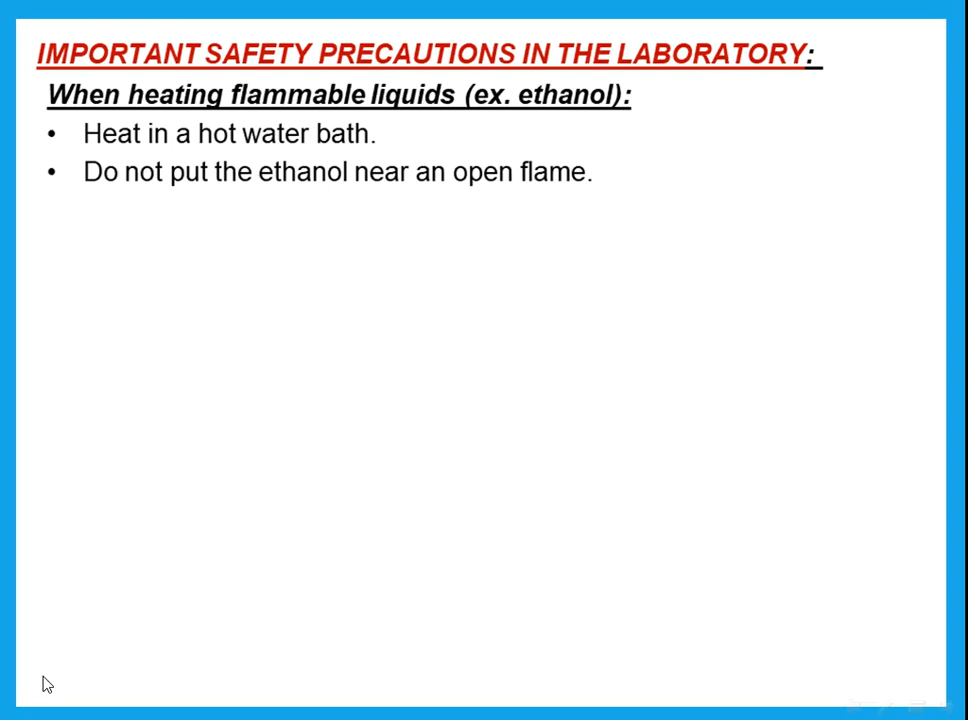 IMPORTANT SAFETY PRECAUTIONS IN THE LABORATORY:
When heating flammable liquids (ex. ethanol):
• Heat in a hot water bath.
• Do not put the ethanol near an open flame.